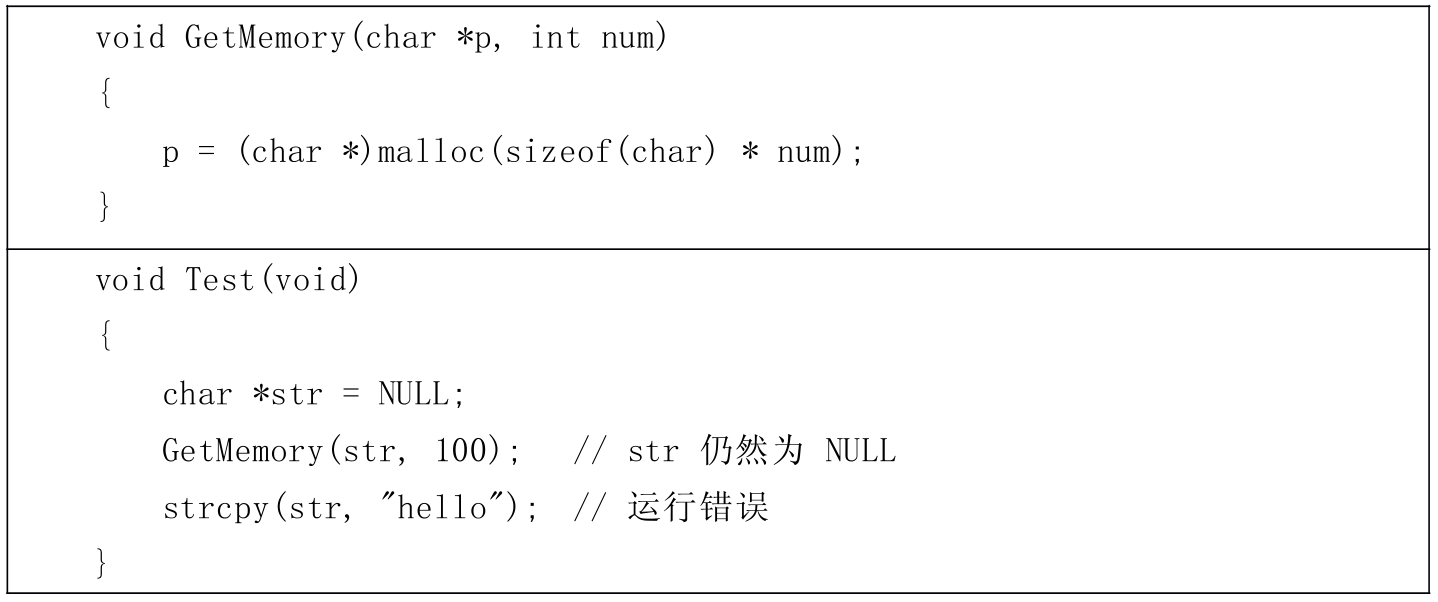 void GetMemory(char *p, int num)
{
p = (char *)malloc(sizeof(char) * num);
}
void Test(void)
{
char *str = NULL;
GetMemory(str, 100); // str 仍然为 NULL
strcpy(str, "hello"); // 运行错误
}